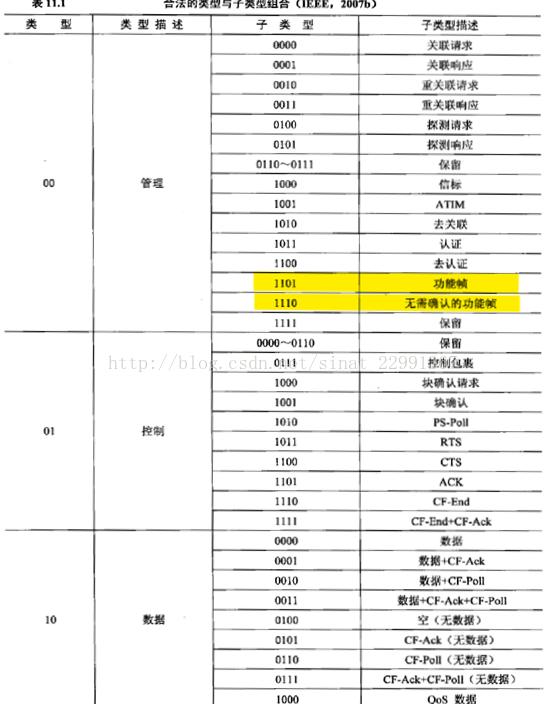 表 11.1 合法的类型与子类型组合（IEEE，2007b）
类 型 类 型 描 述 子 类 型 子类型描述
0000 关联请求
0001 关联响应
0010 重关联请求
0011 重关联响应
0100 探测请求
0101 探测响应
0110～0111 保留
00 管理 1000 信标
1001 ATIM
1010 去关联
1011 认证
1100 去认证
1101 功能帧
1110 无需确认的功能帧
1111 保留
0000～0110 保留
0111 控制包裹
http://blog.csdn.net/sinat_2299
1000 块确认请求
1001 块确认
1010 PS-Poll
01 控制 1011 RTS
1100 CTS
1101 ACK
1110 CF-End
1111 CF-End+CF-Ack
0000 数据
0001 数据+CF-Ack
0010 数据+CF-Poll
0011 数据+CF-Ack+CF-Poll
10 数据 0100 空（无数据）
0101 CF-Ack（无数据）
0110 CF-Poll（无数据）
0111 CF-Ack+CF-Poll（无数据）
1000 QoS 数据